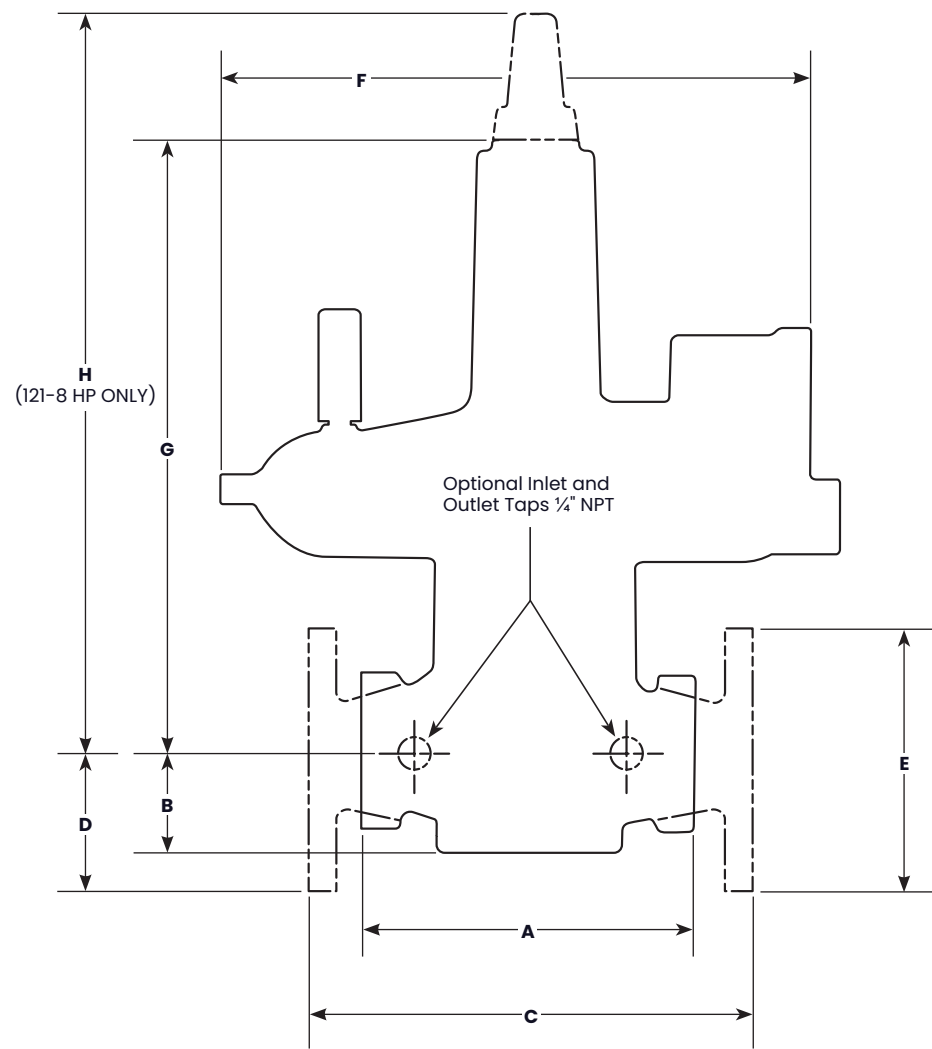 F
H
(121-8 HP ONLY)
G
Optional Inlet and
Outlet Taps ¼" NPT
E
B
D
A
C